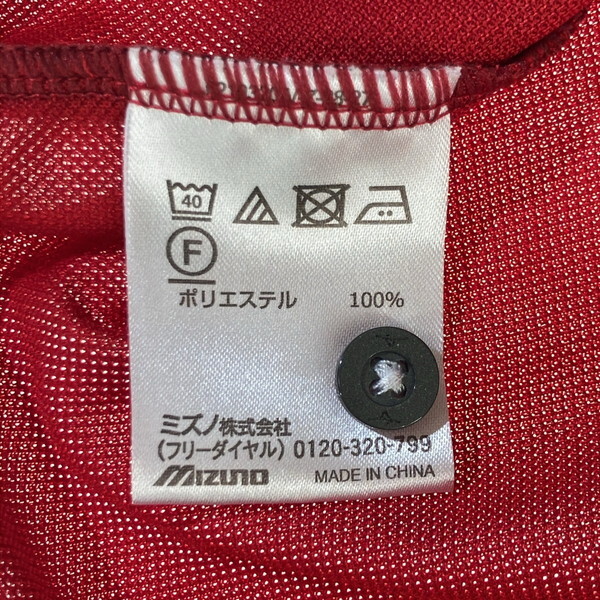 40
F
ポリエステル 100%
ミズノ株式会社
(フリーダイヤル) 0120-320-799
MIZUNO MADE IN CHINA